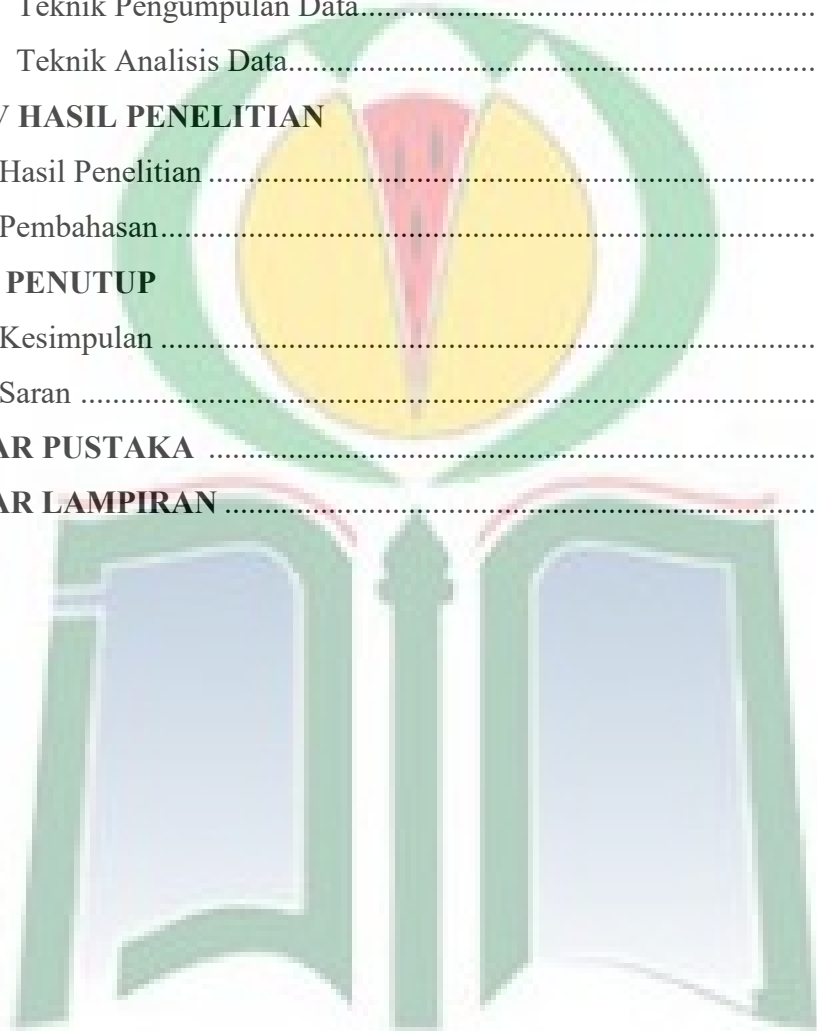 Teknik Pengumpulan Data......................................................
Teknik Analisis Data................................................................
HASIL PENELITIAN
Hasil Penelitian ...........................................................................
Pembahasan................................................................................
PENUTUP
Kesimpulan ................................................................................
Saran ..........................................................................................
AR PUSTAKA ...........................................................................
AR LAMPIRAN .........................................................................